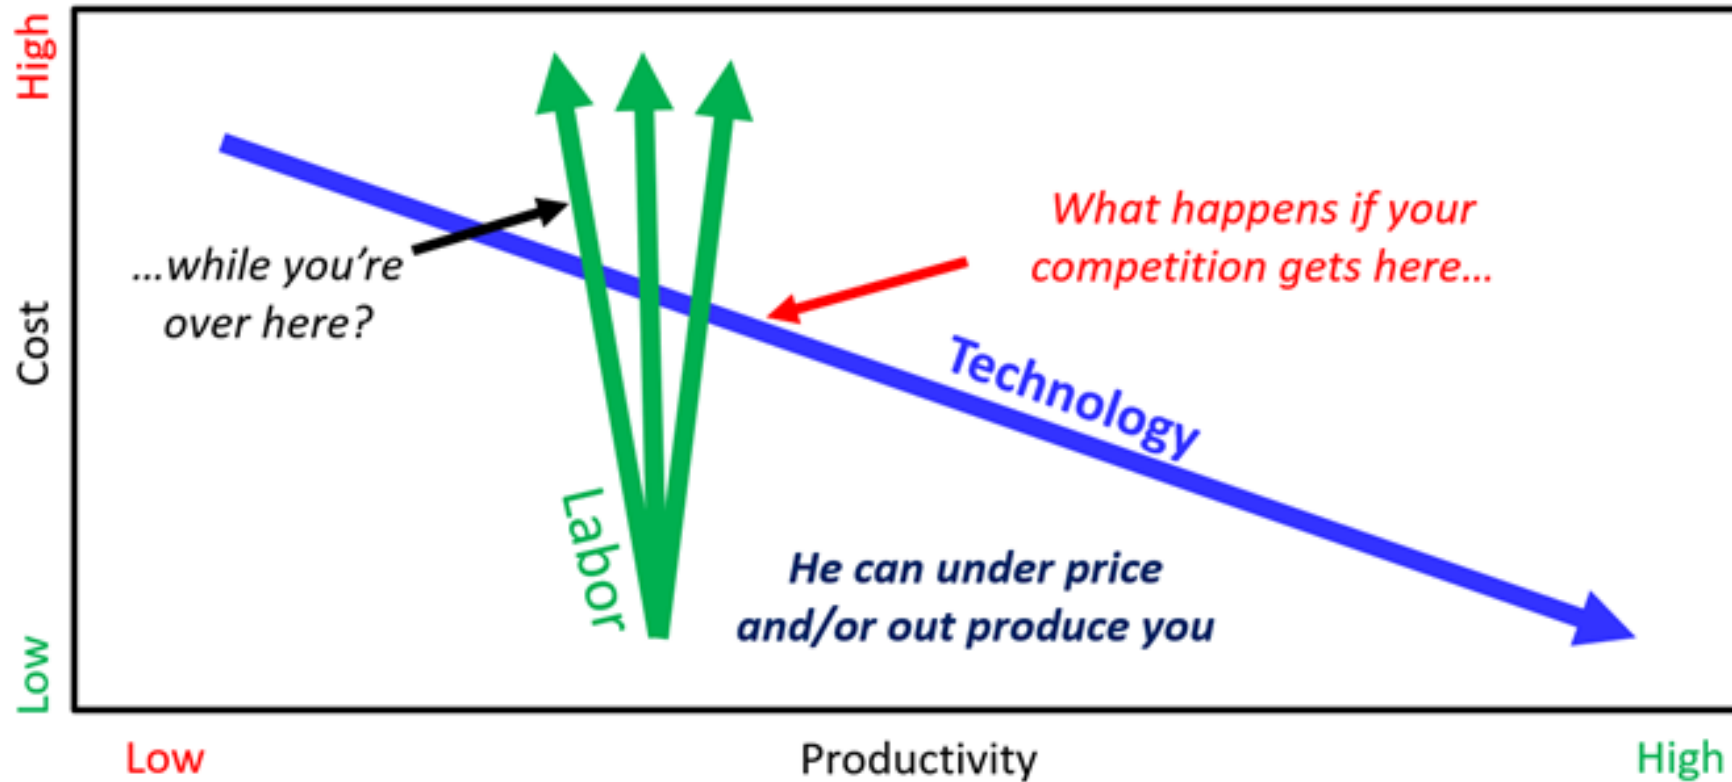 High
Cost
Low
…while you’re
over here?
What happens if your
competition gets here…
Technology
Labor
He can under price
and/or out produce you
Low
Productivity
High